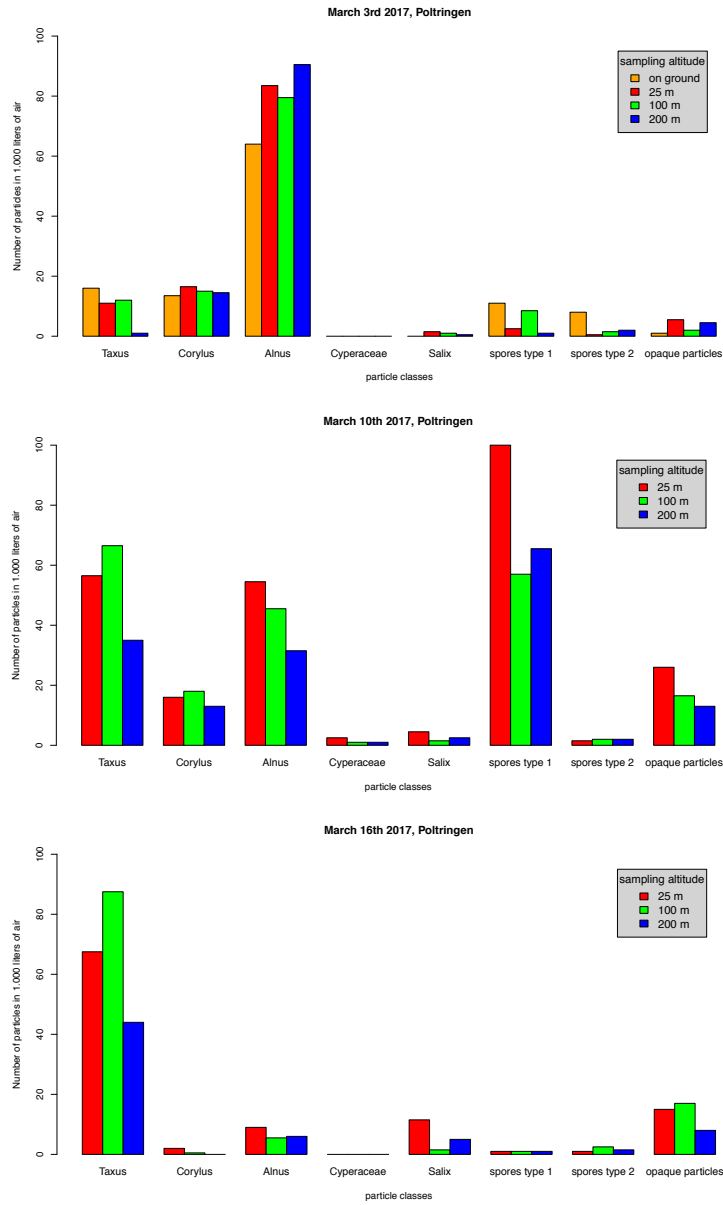 March 3rd 2017, Poltringen
Number of particles in 1.000 liters of air
100
80
60
40
20
0
sampling altitude
on ground
25 m
100 m
200 m
Taxus Corylus Alnus Cyperaceae Salix spores type 1 spores type 2 opaque particles
particle classes
March 10th 2017, Poltringen
Number of particles in 1.000 liters of air
100
80
60
40
20
0
sampling altitude
25 m
100 m
200 m
Taxus Corylus Alnus Cyperaceae Salix spores type 1 spores type 2 opaque particles
particle classes
March 16th 2017, Poltringen
Number of particles in 1.000 liters of air
100
80
60
40
20
0
sampling altitude
25 m
100 m
200 m
Taxus Corylus Alnus Cyperaceae Salix spores type 1 spores type 2 opaque particles
particle classes